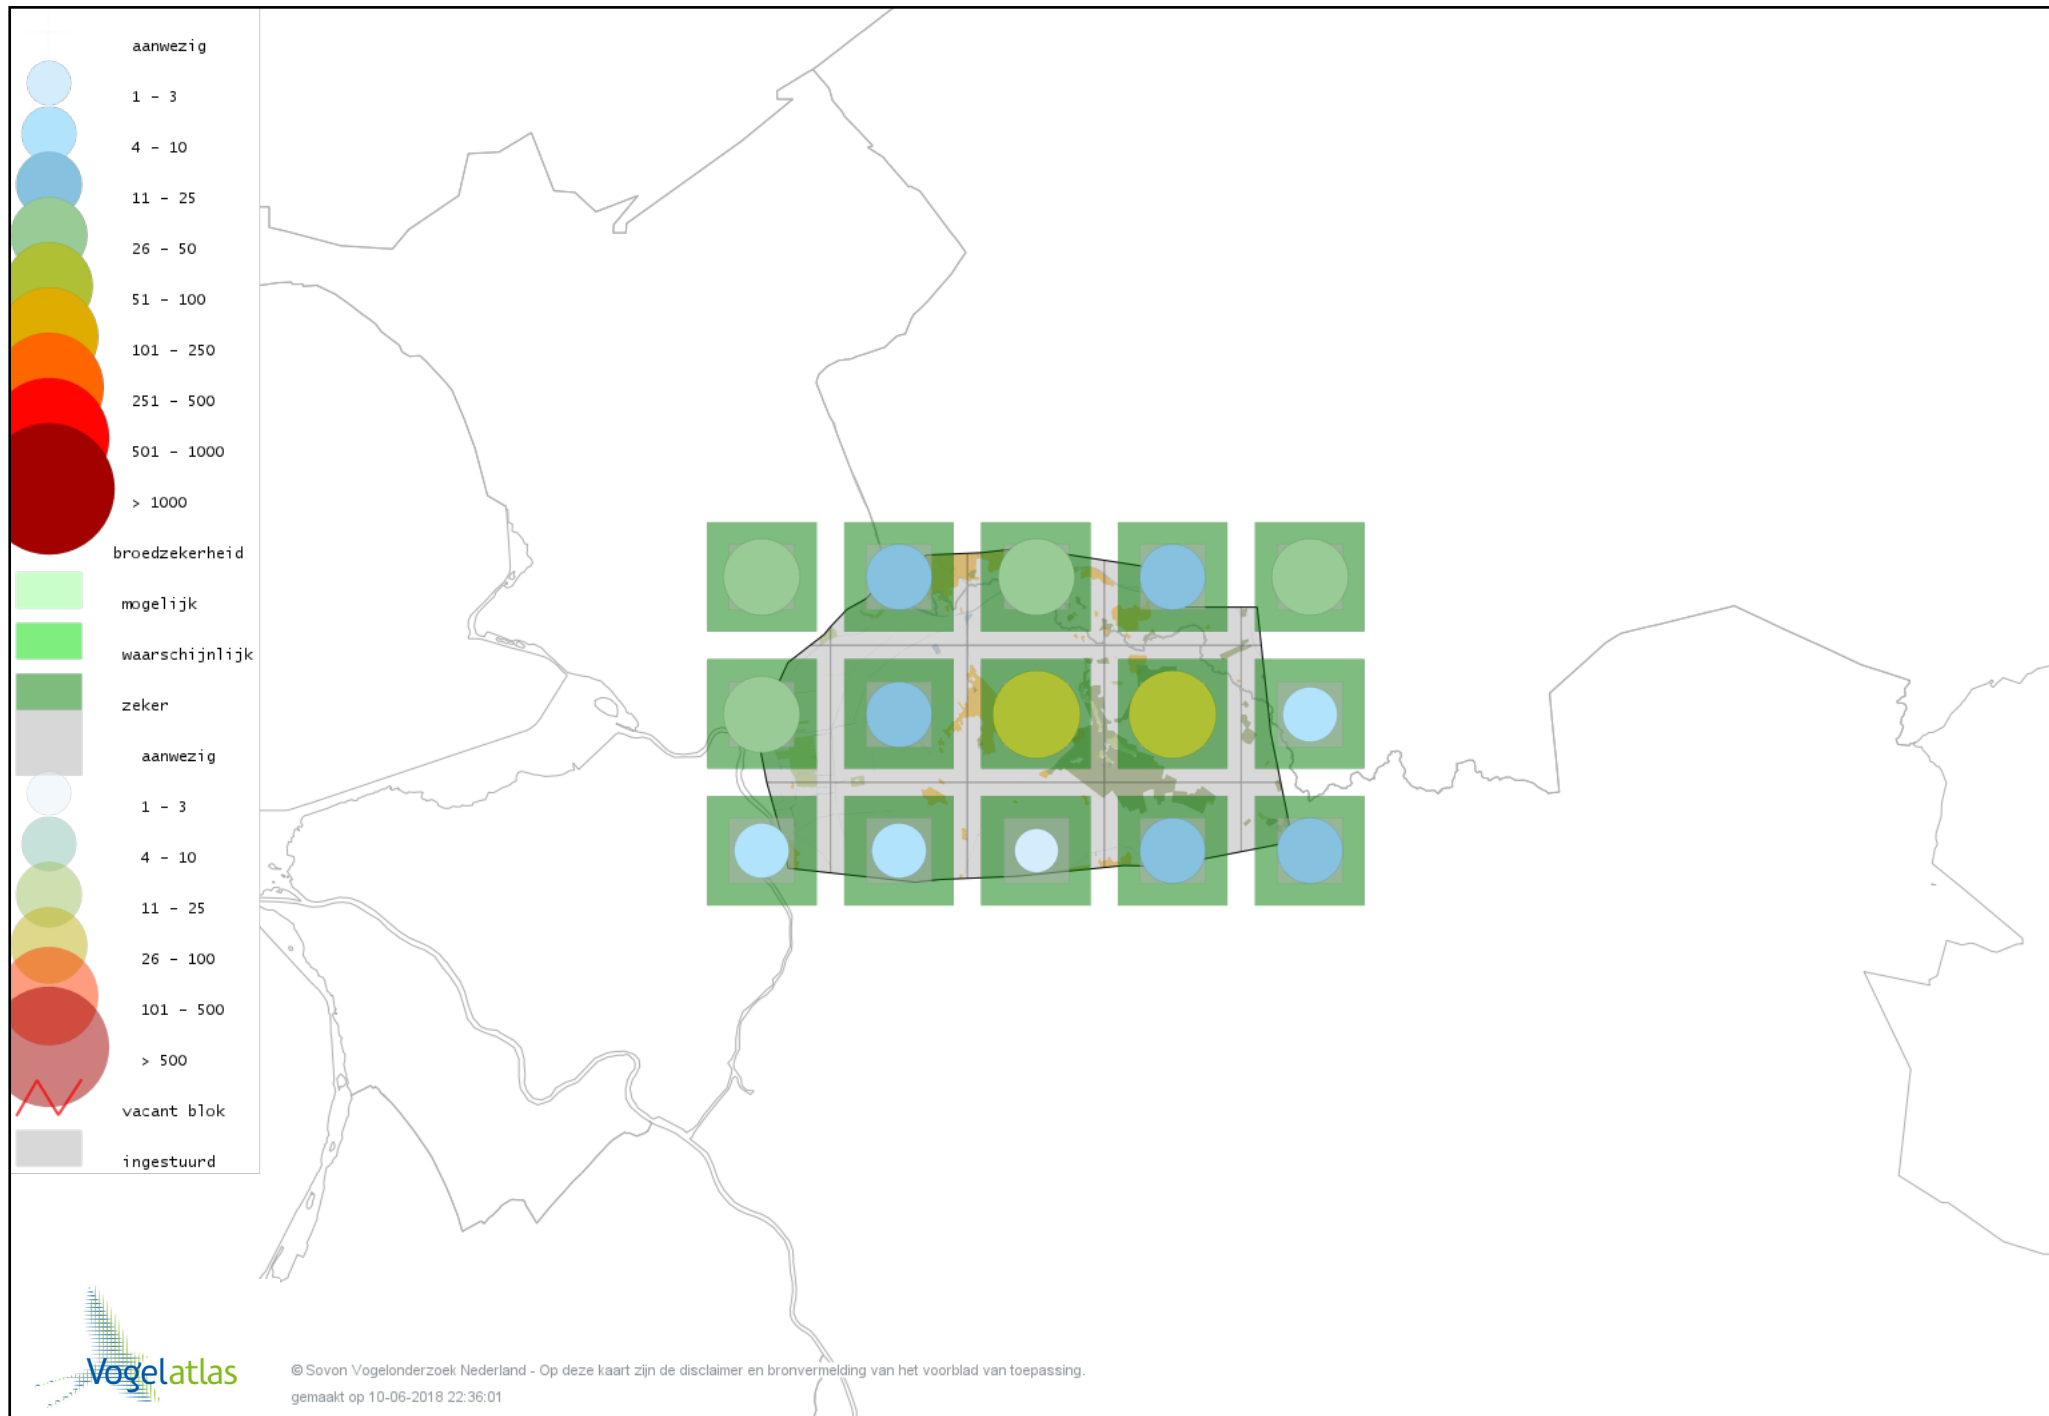 aanwezig
1 - 3
4 - 10
11 - 25
26 - 50
51 - 100
101 - 250
251 - 500
501 - 1000
> 1000
broedzekerheid
mogelijk
waarschijnlijk
zeker
aanwezig
1 - 3
4 - 10
11 - 25
26 - 100
101 - 500
> 500
vacant blok
ingestuurd
Vogelatlas
© Sovon Vogelonderzoek Nederland - Op deze kaart zijn de disclaimer en bronvermelding van het voorblad van toepassing.
gemaakt op 10-06-2018 22:36:01